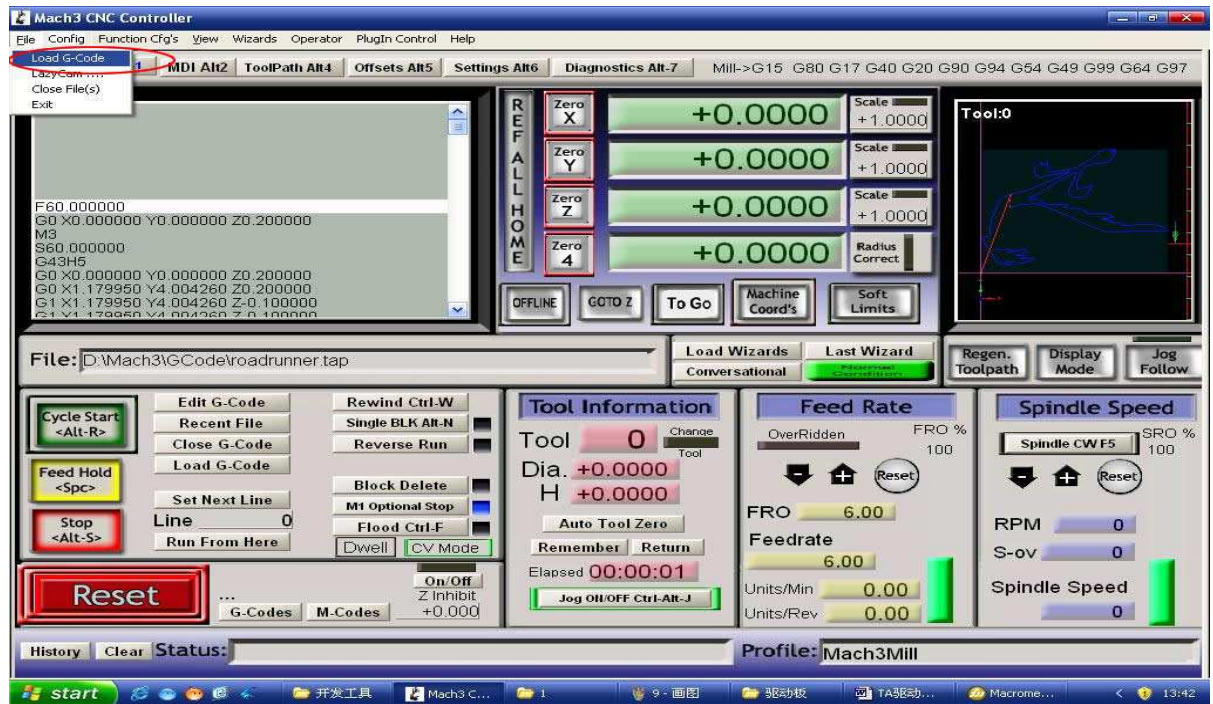 Mach3 CNC Controller
File Config Function Cfg's View Wizards Operator PlugIn Control Help
Load G-Code
LazyCam ....
Close File(s)
Exit
1 MDI Alt2 ToolPath Alt4 Offsets Alt5 Settings Alt6 Diagnostics Alt-7 Mill->G15 G80 G17 G40 G20 G90 G94 G54 G49 G99 G64 G97
F60.000000
G0 X0.000000 Y0.000000 Z0.200000
M3
S60.000000
G43H5
G0 X0.000000 Y0.000000 Z0.200000
G0 X1.179950 Y4.004260 Z0.200000
G1 X1.179950 Y4.004260 Z-0.100000
REF ALL HOME
Zero X +0.0000 Scale +1.0000
Zero Y +0.0000 Scale +1.0000
Zero Z +0.0000 Scale +1.0000
Zero 4 +0.0000 Radius Correct
OFFLINE GOTO Z To Go Machine Coord's Soft Limits
Tool:0
File: D:\Mach3\GCode\roadrunner.tap
Load Wizards Last Wizard
Conversational Normal Condition
Regen. Toolpath Display Mode Jog Follow
Cycle Start <Alt-R>
Feed Hold <Spc>
Stop <Alt-S>
Edit G-Code
Recent File
Close G-Code
Load G-Code
Set Next Line
Line 0
Run From Here
Rewind Ctrl-W
Single BLK Alt-N
Reverse Run
Block Delete
M1 Optional Stop
Flood Ctrl-F
Dwell CV Mode
Reset
...
G-Codes M-Codes
On/Off
Z Inhibit
+0.000
Tool Information
Tool 0 Change Tool
Dia. +0.0000
H +0.0000
Auto Tool Zero
Remember Return
Elapsed 00:00:01
Jog ON/OFF Ctrl-Alt-J
Feed Rate
OverRidden FRO %
100
Reset
FRO 6.00
Feedrate
6.00
Units/Min 0.00
Units/Rev 0.00
Spindle Speed
Spindle CW F5 SRO %
100
Reset
RPM 0
S-ov 0
Spindle Speed
0
History Clear Status:
Profile: Mach3Mill
start 开发工具 Mach3 C... 1 9 - 画图 驱动板 TA驱动... Macrome... 13:42